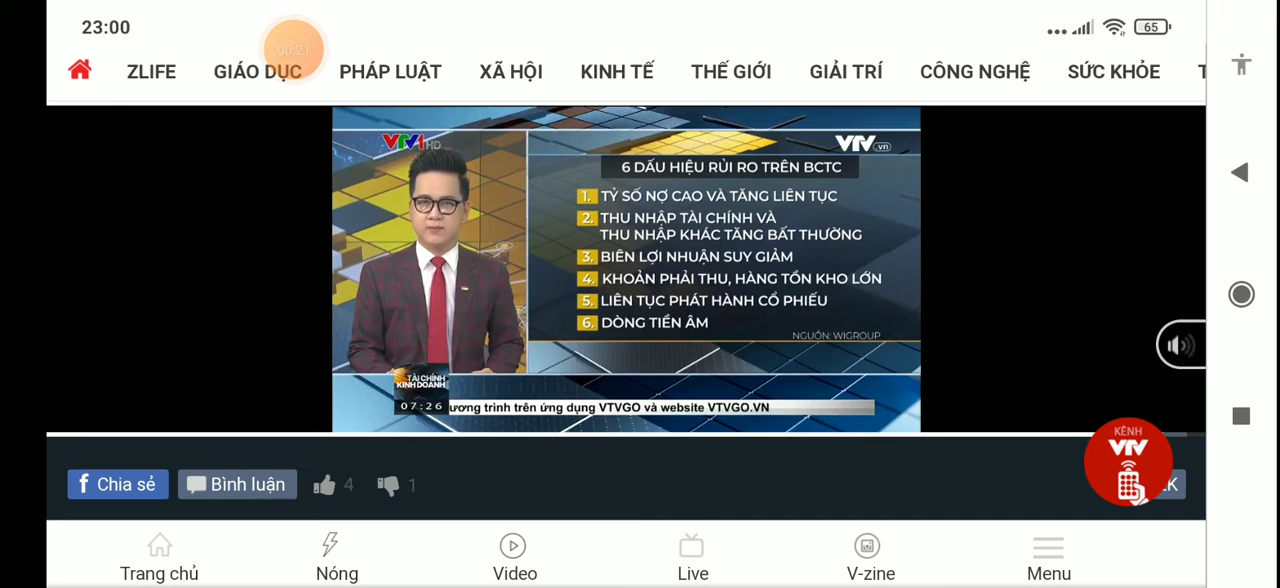 23:00
00:21
65
ZLIFE GIÁO DỤC PHÁP LUẬT XÃ HỘI KINH TẾ THẾ GIỚI GIẢI TRÍ CÔNG NGHỆ SỨC KHỎE T
VTV1 HD
VTV.vn
6 DẤU HIỆU RỦI RO TRÊN BCTC
1. TỶ SỐ NỢ CAO VÀ TĂNG LIÊN TỤC
2. THU NHẬP TÀI CHÍNH VÀ
THU NHẬP KHÁC TĂNG BẤT THƯỜNG
3. BIÊN LỢI NHUẬN SUY GIẢM
4. KHOẢN PHẢI THU, HÀNG TỒN KHO LỚN
5. LIÊN TỤC PHÁT HÀNH CỔ PHIẾU
6. DÒNG TIỀN ÂM
NGUỒN: WIGROUP
TÀI CHÍNH
KINH DOANH
07:26 ương trình trên ứng dụng VTVGO và website VTVGO.VN
KÊNH
VTV
f Chia sẻ Bình luận 4 1
Trang chủ Nóng Video Live V-zine Menu